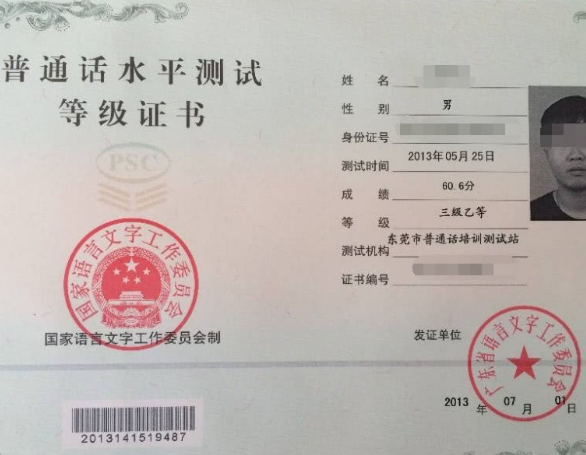 普通话水平测试
等级证书
PSC
国家语言文字工作委员会
国家语言文字工作委员会制
2013141519487
姓 名
性 别 男
身份证号
测试时间 2013年05月25日
成 绩 60.6分
等 级 三级乙等
测试机构 东莞市普通话培训测试站
证书编号
发证单位
广东省语言文字工作委员会
2013 年 07 月 01 日